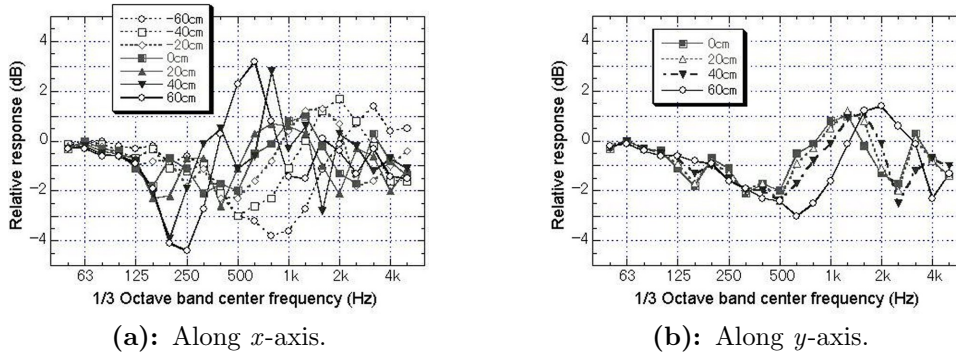 Relative response (dB)
4
2
0
−2
−4
-60cm
-40cm
-20cm
0cm
20cm
40cm
60cm
63
125
250
500
1k
2k
4k
1/3 Octave band center frequency (Hz)
(a): Along x-axis.
Relative response (dB)
4
2
0
−2
−4
0cm
20cm
40cm
60cm
63
125
250
500
1k
2k
4k
1/3 Octave band center frequency (Hz)
(b): Along y-axis.